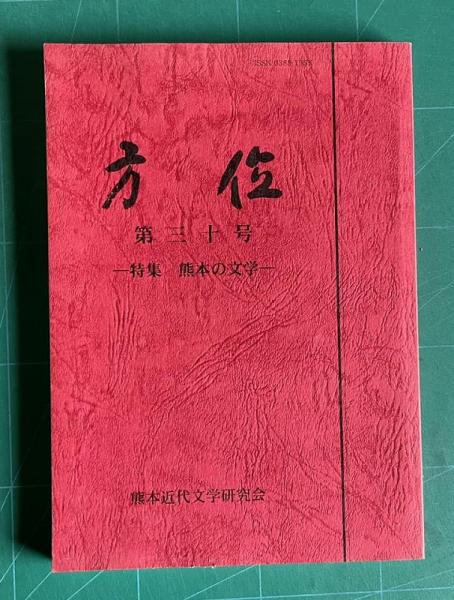 方位
第三十号
―特集 熊本の文学―
熊本近代文学研究会